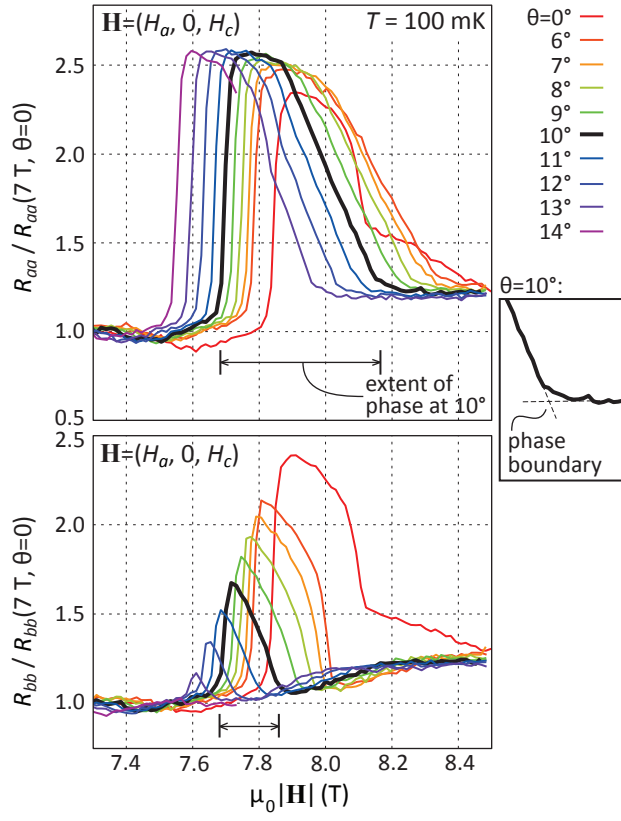 H=(Ha, 0, Hc)
T = 100 mK
θ=0°
6°
7°
8°
9°
10°
11°
12°
13°
14°
2.5
2.0
1.5
1.0
0.5
Raa / Raa(7 T, θ=0)
extent of
phase at 10°
θ=10°:
phase
boundary
H=(Ha, 0, Hc)
2.5
2.0
1.5
1.0
Rbb / Rbb(7 T, θ=0)
7.4
7.6
7.8
8.0
8.2
8.4
μ0|H| (T)